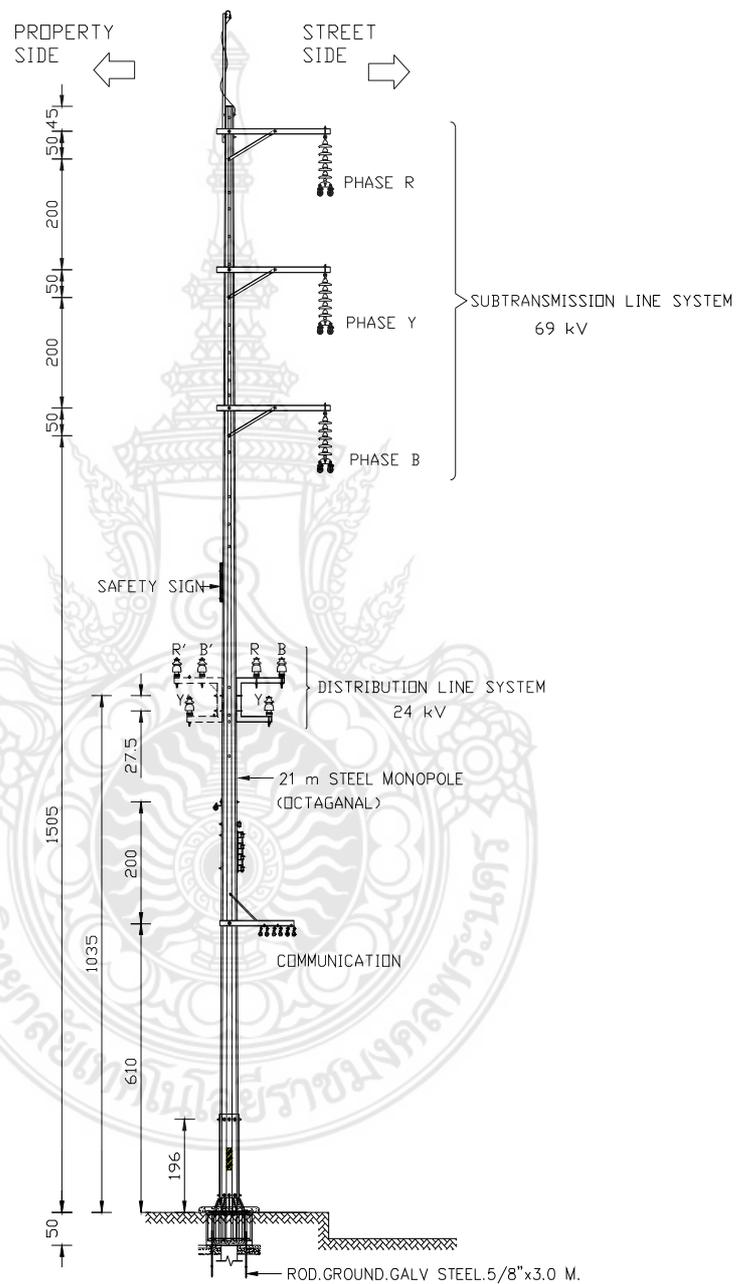 PROPERTY
SIDE
STREET
SIDE
45
50
PHASE R
200
50
PHASE Y
SUBTRANSMISSION LINE SYSTEM
69 kV
200
50
PHASE B
SAFETY SIGN
R' B' R B
Y Y
DISTRIBUTION LINE SYSTEM
24 kV
27.5
21 m STEEL MONOPOLE
(OCTAGANAL)
1505
200
1035
COMMUNICATION
610
196
50
ROD.GROUND.GALV STEEL.5/8"x3.0 M.